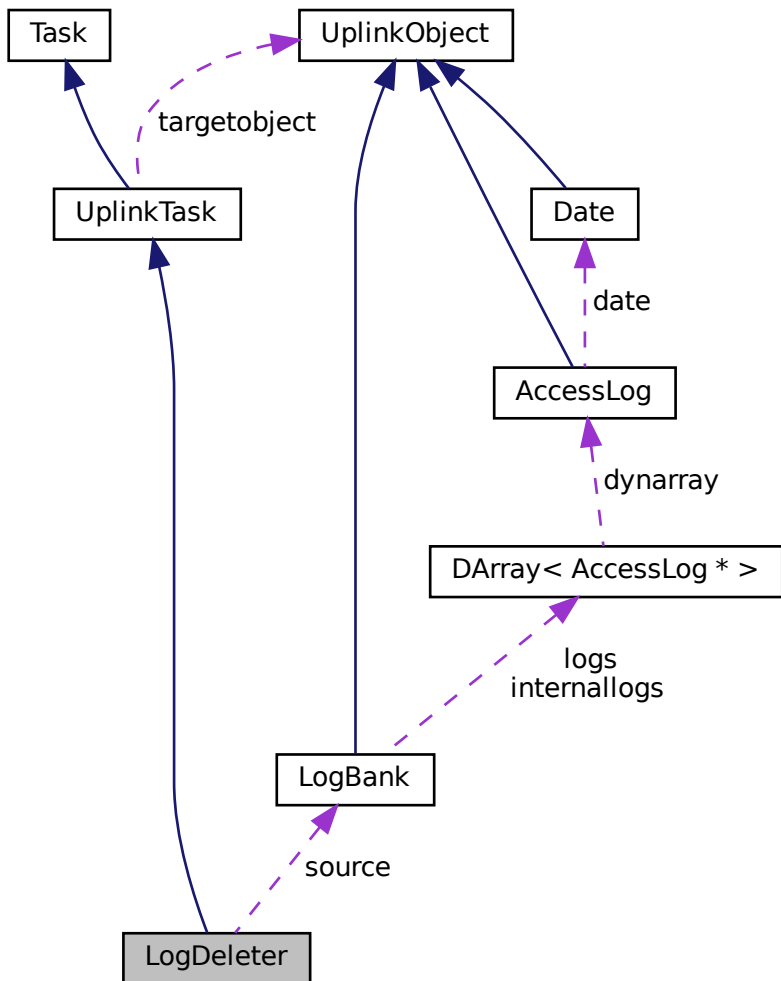 Task
UplinkObject
targetobject
UplinkTask
Date
date
AccessLog
dynarray
DArray< AccessLog * >
logs
internallogs
LogBank
source
LogDeleter